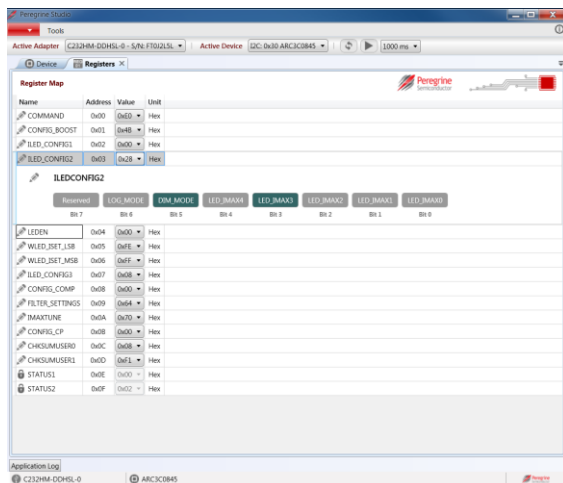 Peregrine Studio
Tools
Active Adapter C232HM-DDHSL-0 - S/N: FT0J2L5L Active Device I2C: 0x30 ARC3C0845 1000 ms
Device Registers
Register Map Peregrine Semiconductor
Name Address Value Unit
COMMAND 0x00 0xE0 Hex
CONFIG_BOOST 0x01 0x4B Hex
ILED_CONFIG1 0x02 0x00 Hex
ILED_CONFIG2 0x03 0x28 Hex
ILEDCONFIG2
Reserved LOG_MODE DIM_MODE LED_IMAX4 LED_IMAX3 LED_IMAX2 LED_IMAX1 LED_IMAX0
Bit 7 Bit 6 Bit 5 Bit 4 Bit 3 Bit 2 Bit 1 Bit 0
LEDEN 0x04 0x00 Hex
WLED_ISET_LSB 0x05 0xFE Hex
WLED_ISET_MSB 0x06 0xFF Hex
ILED_CONFIG3 0x07 0x08 Hex
CONFIG_COMP 0x08 0x00 Hex
FILTER_SETTINGS 0x09 0x64 Hex
IMAXTUNE 0x0A 0x70 Hex
CONFIG_CP 0x0B 0x00 Hex
CHKSUMUSER0 0x0C 0x08 Hex
CHKSUMUSER1 0x0D 0xF1 Hex
STATUS1 0x0E 0x00 Hex
STATUS2 0x0F 0x02 Hex
Application Log
C232HM-DDHSL-0 ARC3C0845 Peregrine